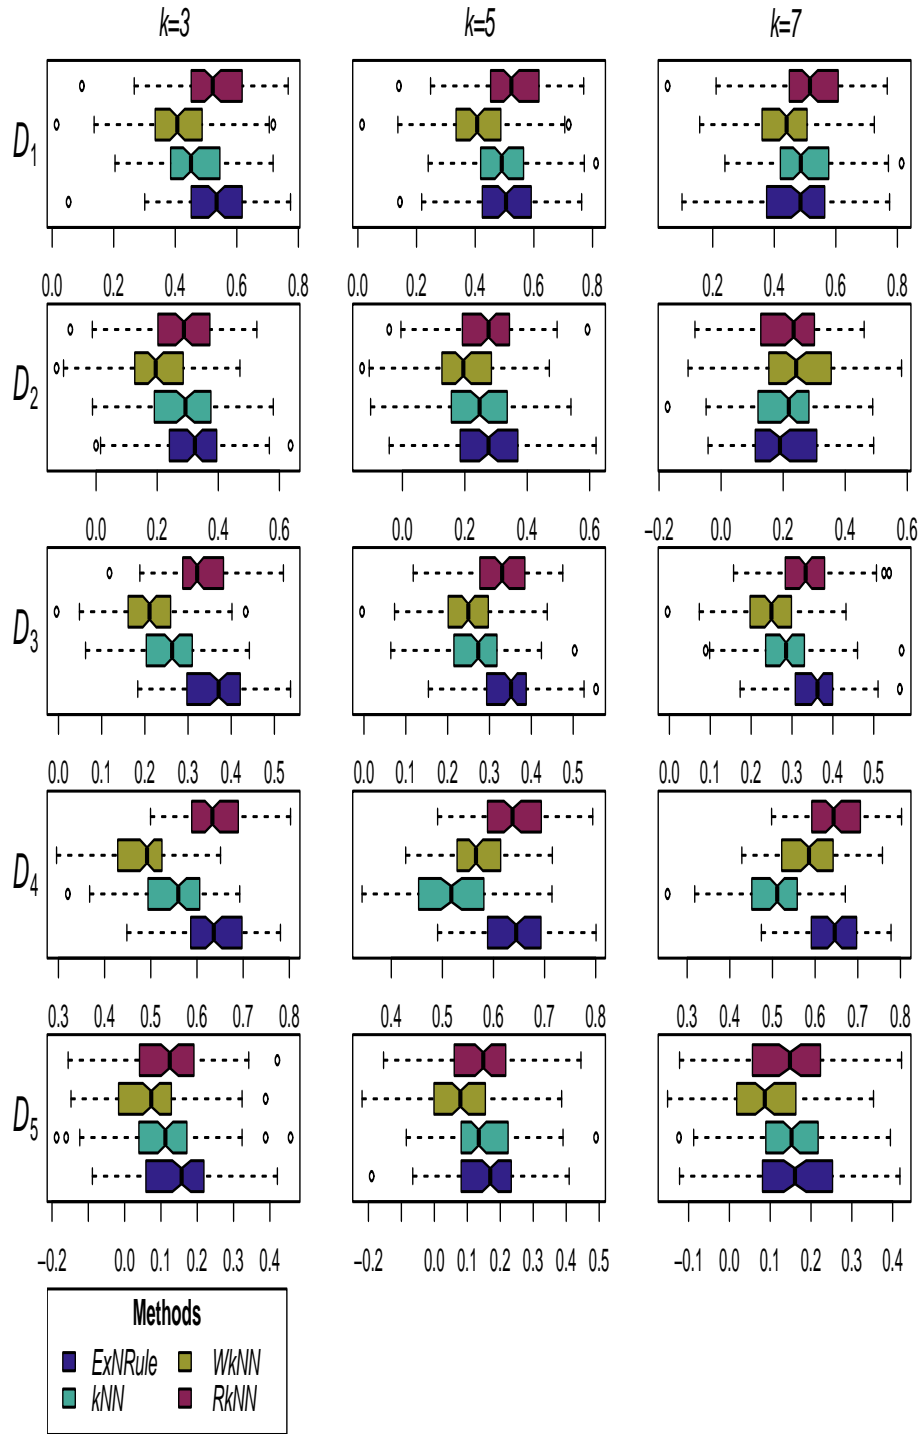 k=3 k=5 k=7
D1
0.0 0.2 0.4 0.6 0.8 0.0 0.2 0.4 0.6 0.8 0.2 0.4 0.6 0.8
D2
0.0 0.2 0.4 0.6 0.0 0.2 0.4 0.6 −0.2 0.0 0.2 0.4 0.6
D3
0.0 0.1 0.2 0.3 0.4 0.5 0.0 0.1 0.2 0.3 0.4 0.5 0.0 0.1 0.2 0.3 0.4 0.5
D4
0.3 0.4 0.5 0.6 0.7 0.8 0.4 0.5 0.6 0.7 0.8 0.3 0.4 0.5 0.6 0.7 0.8
D5
−0.2 0.0 0.1 0.2 0.3 0.4 −0.2 0.0 0.1 0.2 0.3 0.4 0.5 −0.1 0.0 0.1 0.2 0.3 0.4
Methods
ExNRule WkNN
kNN RkNN